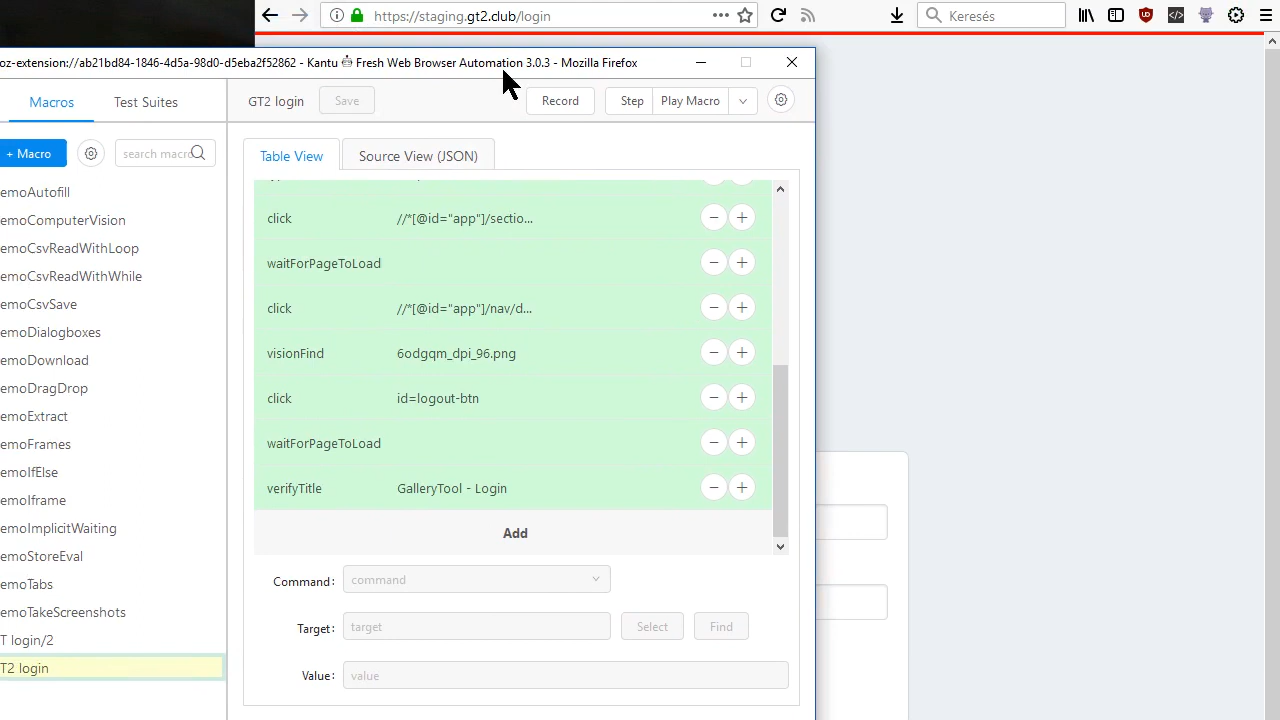 https://staging.gt2.club/login
Keresés
oz-extension://ab21bd84-1846-4d5a-98d0-d5eba2f52862 - Kantu Fresh Web Browser Automation 3.0.3 - Mozilla Firefox
Macros
Test Suites
GT2 login
Save
Record
Step
Play Macro
+ Macro
search macro
Table View
Source View (JSON)
emoAutofill
emoComputerVision
emoCsvReadWithLoop
emoCsvReadWithWhile
emoCsvSave
emoDialogboxes
emoDownload
emoDragDrop
emoExtract
emoFrames
emoIfElse
emoIframe
emoImplicitWaiting
emoStoreEval
emoTabs
emoTakeScreenshots
T login/2
T2 login
click //*[@id="app"]/sectio...
waitForPageToLoad
click //*[@id="app"]/nav/d...
visionFind 6odgqm_dpi_96.png
click id=logout-btn
waitForPageToLoad
verifyTitle GalleryTool - Login
Add
Command: command
Target: target Select Find
Value: value